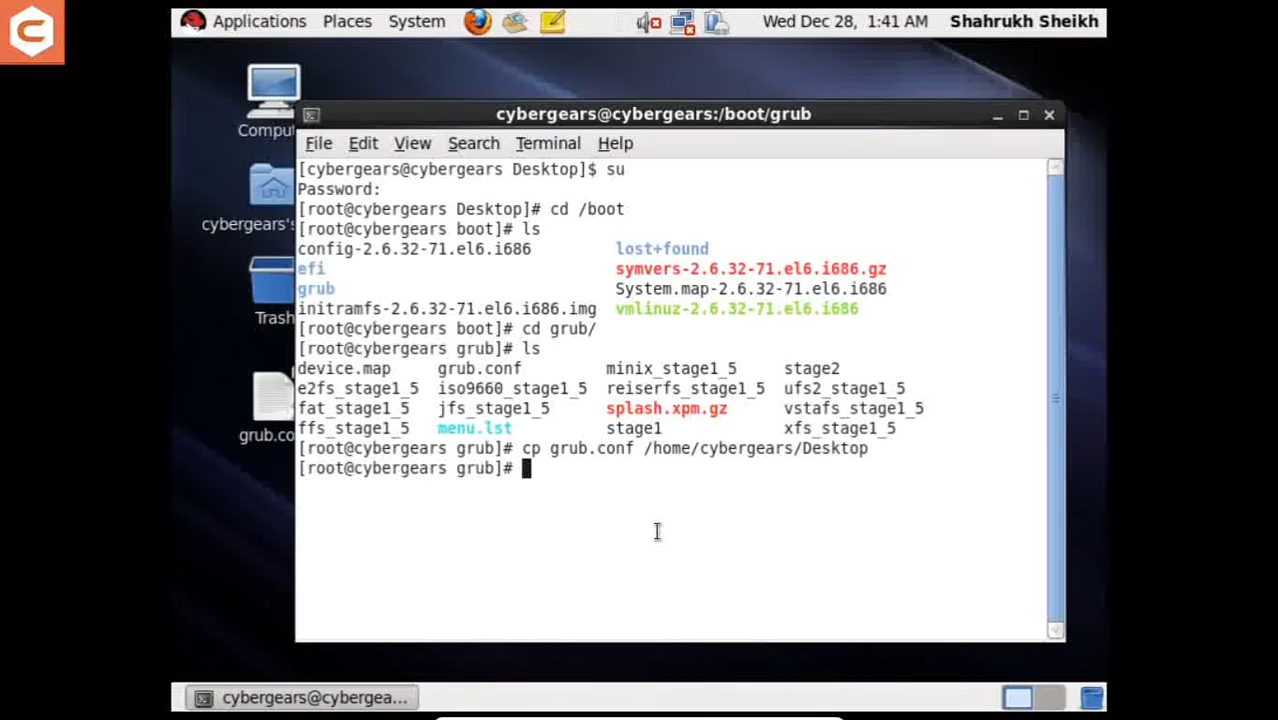 Applications Places System Wed Dec 28, 1:41 AM Shahrukh Sheikh
cybergears@cybergears:/boot/grub
File Edit View Search Terminal Help
[cybergears@cybergears Desktop]$ su
Password:
[root@cybergears Desktop]# cd /boot
[root@cybergears boot]# ls
config-2.6.32-71.el6.i686 lost+found
efi symvers-2.6.32-71.el6.i686.gz
grub System.map-2.6.32-71.el6.i686
initramfs-2.6.32-71.el6.i686.img vmlinuz-2.6.32-71.el6.i686
[root@cybergears boot]# cd grub/
[root@cybergears grub]# ls
device.map grub.conf minix_stage1_5 stage2
e2fs_stage1_5 iso9660_stage1_5 reiserfs_stage1_5 ufs2_stage1_5
fat_stage1_5 jfs_stage1_5 splash.xpm.gz vstafs_stage1_5
ffs_stage1_5 menu.lst stage1 xfs_stage1_5
[root@cybergears grub]# cp grub.conf /home/cybergears/Desktop
[root@cybergears grub]#
Comput
cybergears's
Trash
grub.co
cybergears@cybergea...